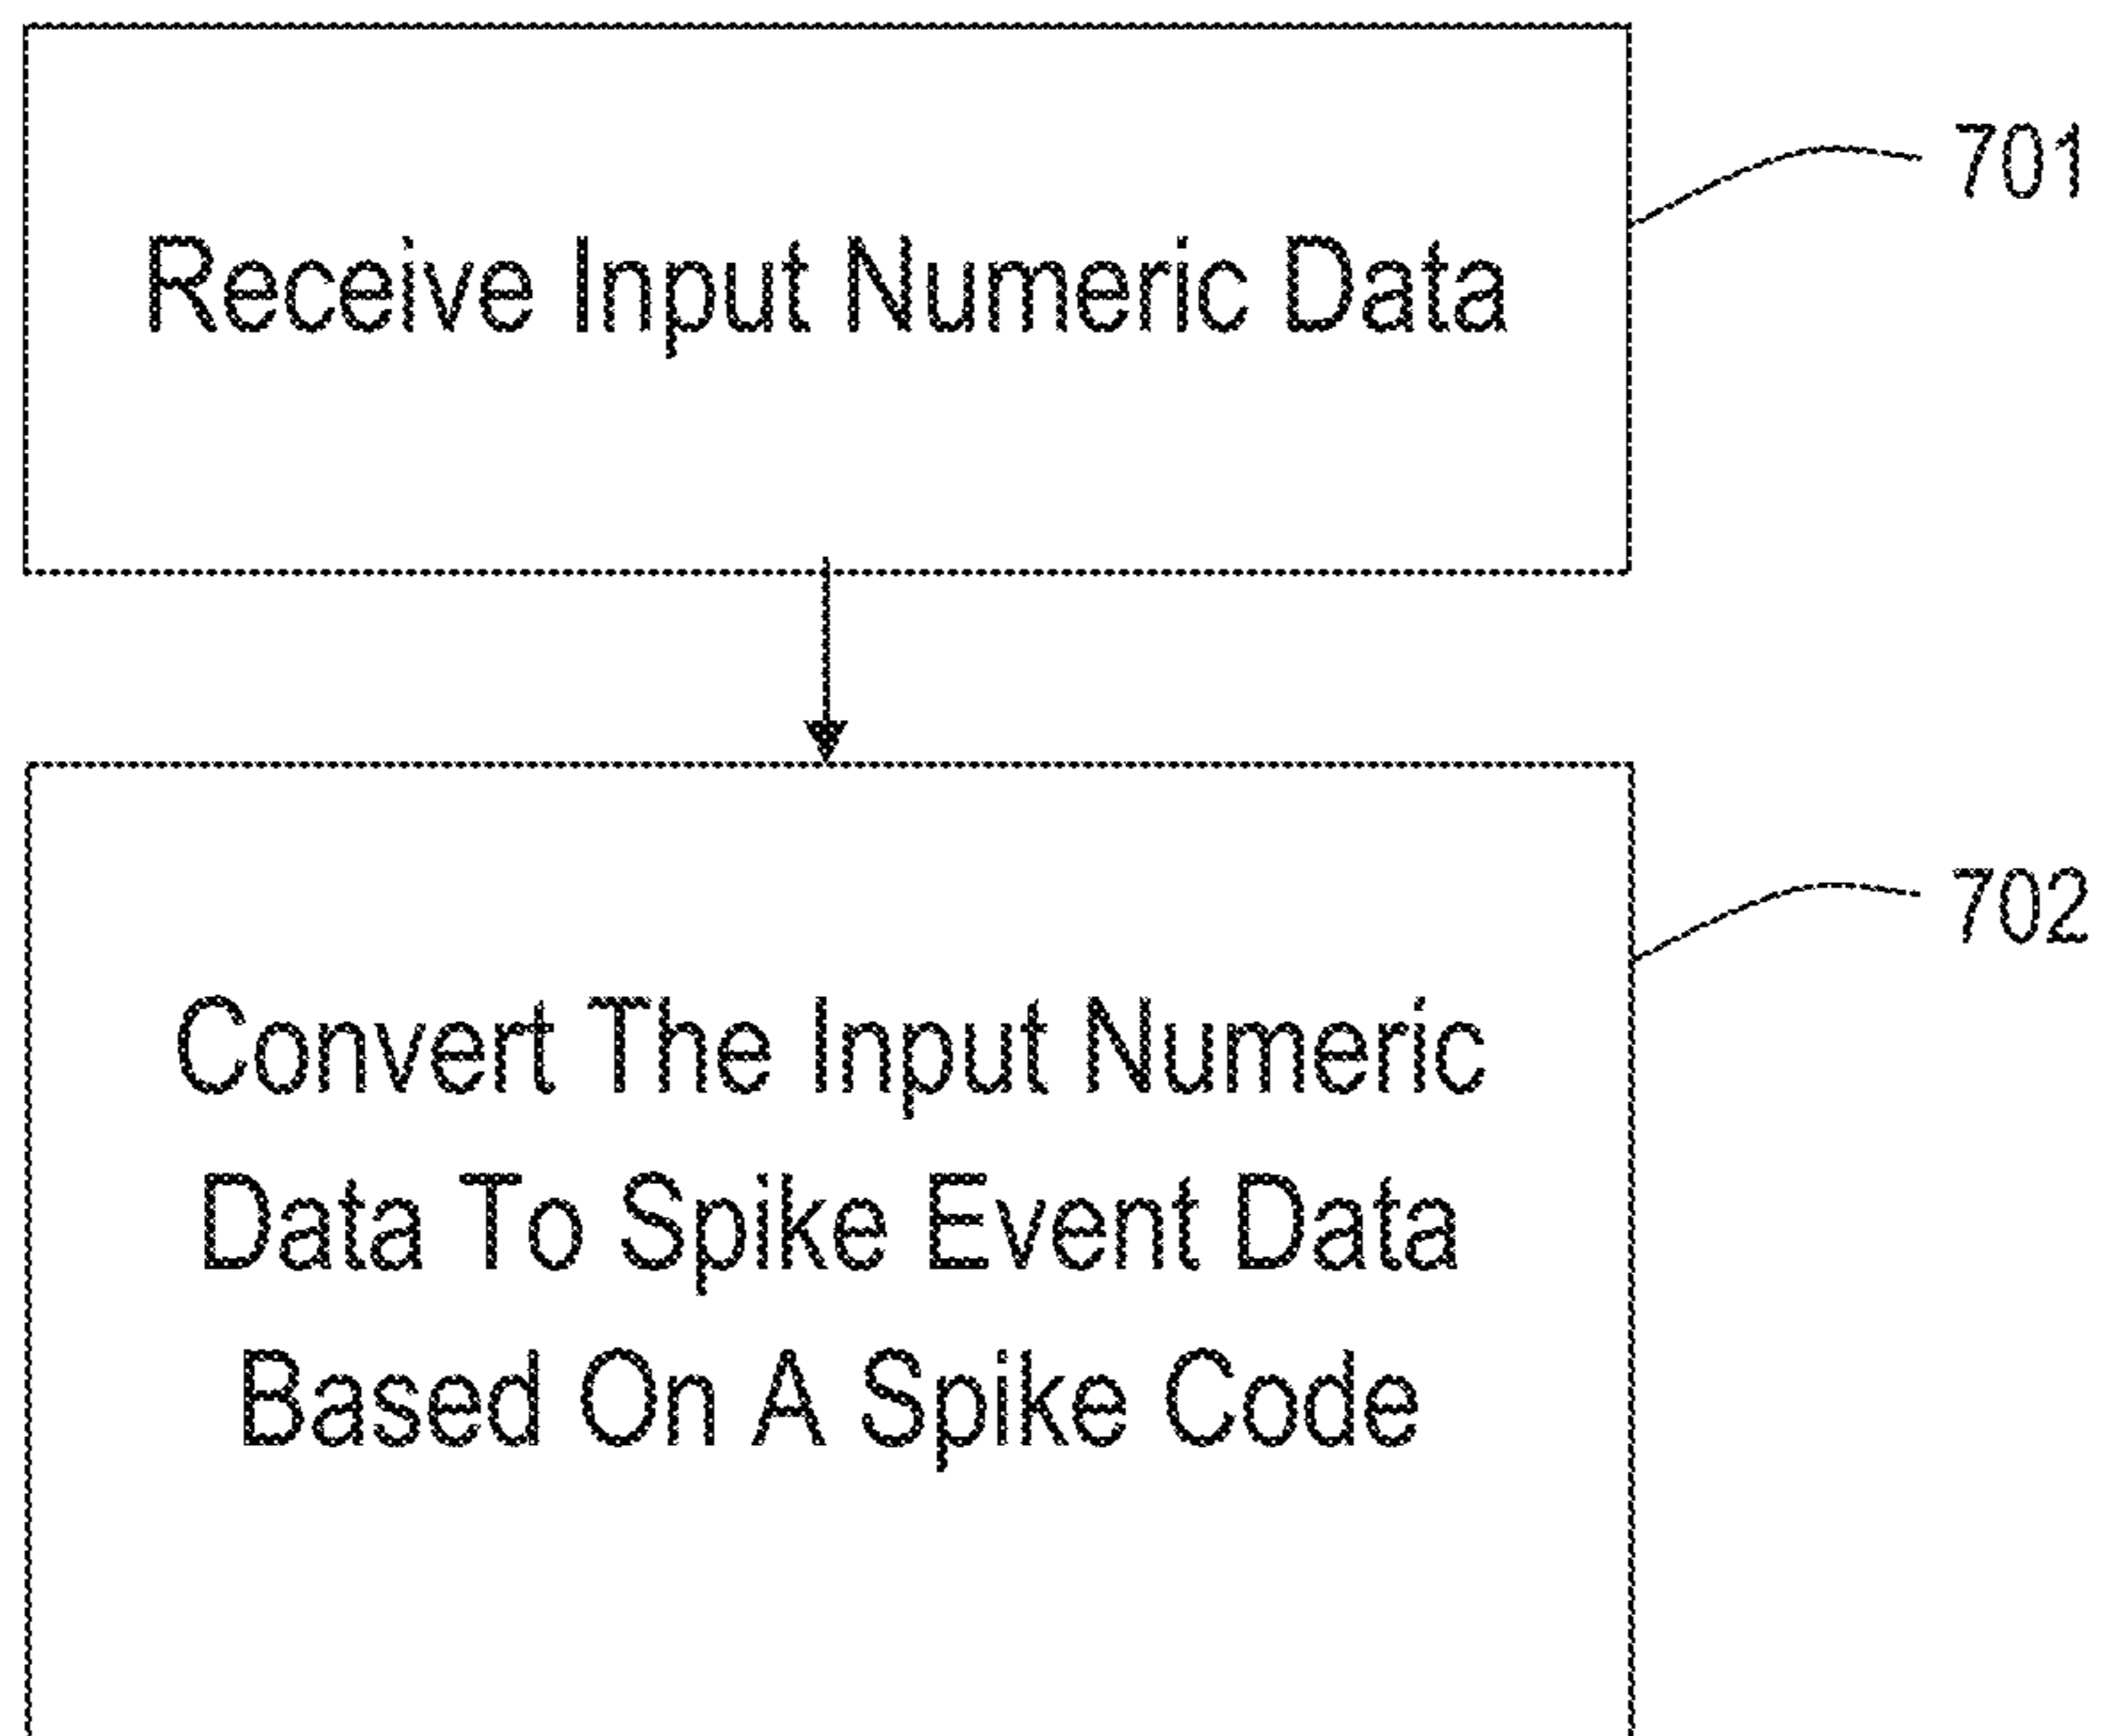 Receive Input Numeric Data
701
Convert The Input Numeric
Data To Spike Event Data
Based On A Spike Code
702